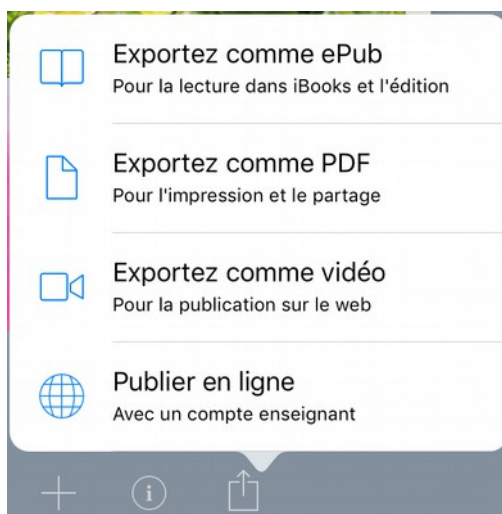 Exportez comme ePub
Pour la lecture dans iBooks et l'édition
Exportez comme PDF
Pour l'impression et le partage
Exportez comme vidéo
Pour la publication sur le web
Publier en ligne
Avec un compte enseignant